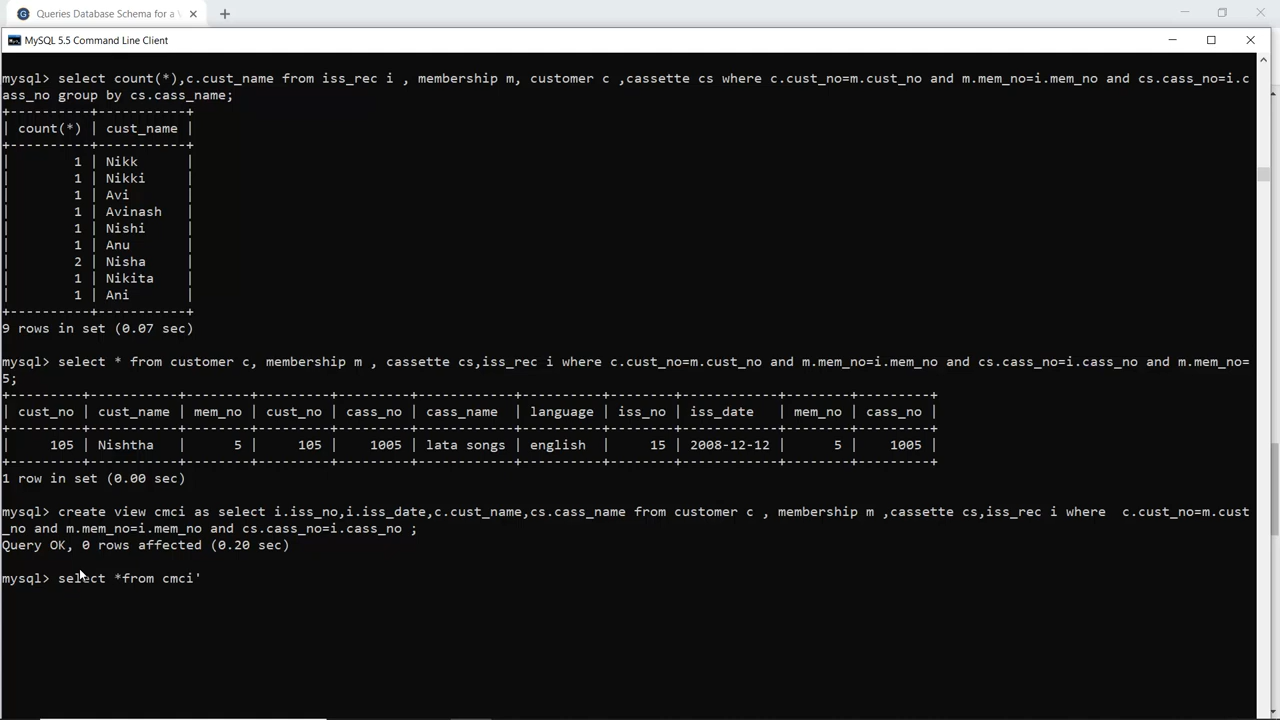 Queries Database Schema for a
MySQL 5.5 Command Line Client
mysql> select count(*),c.cust_name from iss_rec i , membership m, customer c ,cassette cs where c.cust_no=m.cust_no and m.mem_no=i.mem_no and cs.cass_no=i.c
ass_no group by cs.cass_name;
+----------+-----------+
| count(*) | cust_name |
+----------+-----------+
|        1 | Nikk      |
|        1 | Nikki     |
|        1 | Avi       |
|        1 | Avinash   |
|        1 | Nishi     |
|        1 | Anu       |
|        2 | Nisha     |
|        1 | Nikita    |
|        1 | Ani       |
+----------+-----------+
9 rows in set (0.07 sec)
mysql> select * from customer c, membership m , cassette cs,iss_rec i where c.cust_no=m.cust_no and m.mem_no=i.mem_no and cs.cass_no=i.cass_no and m.mem_no=
5;
+---------+-----------+--------+---------+---------+------------+----------+--------+------------+--------+---------+
| cust_no | cust_name | mem_no | cust_no | cass_no | cass_name  | language | iss_no | iss_date   | mem_no | cass_no |
+---------+-----------+--------+---------+---------+------------+----------+--------+------------+--------+---------+
|     105 | Nishtha   |      5 |     105 |    1005 | lata songs | english  |     15 | 2008-12-12 |      5 |    1005 |
+---------+-----------+--------+---------+---------+------------+----------+--------+------------+--------+---------+
1 row in set (0.00 sec)
mysql> create view cmci as select i.iss_no,i.iss_date,c.cust_name,cs.cass_name from customer c , membership m ,cassette cs,iss_rec i where  c.cust_no=m.cust
_no and m.mem_no=i.mem_no and cs.cass_no=i.cass_no ;
Query OK, 0 rows affected (0.20 sec)
mysql> select *from cmci'